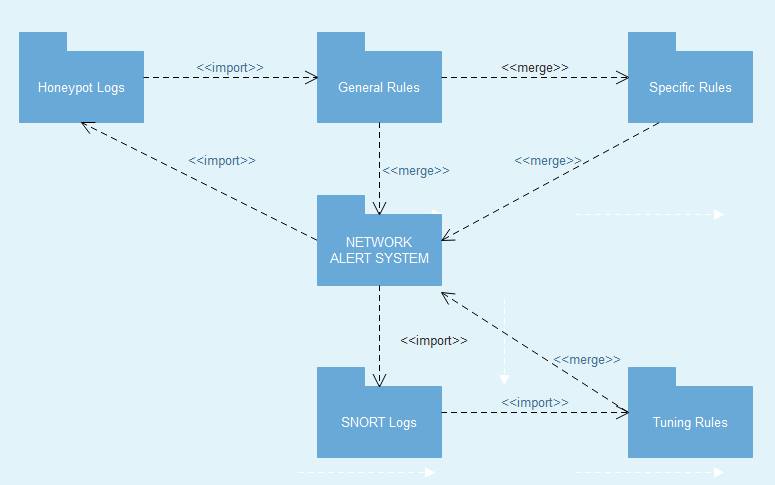 <<import>>
<<merge>>
Honeypot Logs
General Rules
Specific Rules
<<import>>
<<merge>>
<<merge>>
NETWORK
ALERT SYSTEM
<<import>>
<<merge>>
<<import>>
SNORT Logs
Tuning Rules